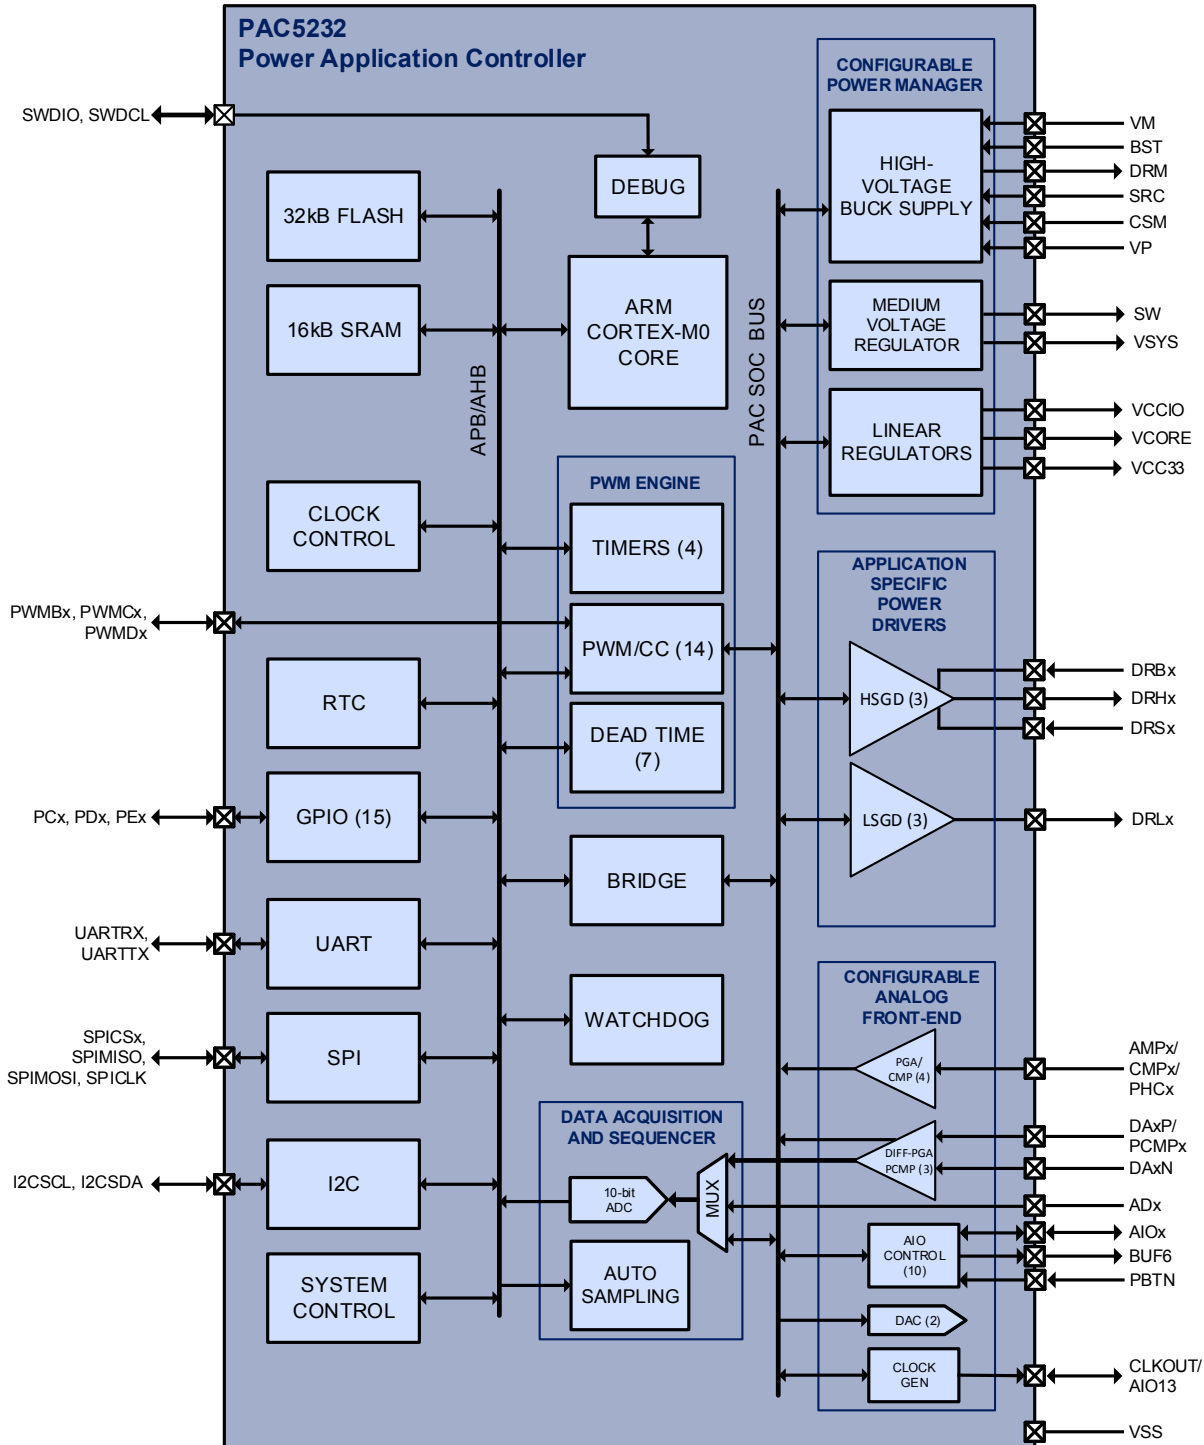 PAC5232
Power Application Controller
SWDIO, SWDCL
DEBUG
32kB FLASH
16kB SRAM
ARM
CORTEX-M0
CORE
APB/AHB
PAC SOC BUS
CONFIGURABLE
POWER MANAGER
HIGH-
VOLTAGE
BUCK SUPPLY
VM
BST
DRM
SRC
CSM
VP
MEDIUM
VOLTAGE
REGULATOR
SW
VSYS
LINEAR
REGULATORS
VCCIO
VCORE
VCC33
CLOCK
CONTROL
PWM ENGINE
TIMERS (4)
PWM/CC (14)
DEAD TIME
(7)
PWMBx, PWMCx,
PWMDx
RTC
PCx, PDx, PEx
GPIO (15)
APPLICATION
SPECIFIC
POWER
DRIVERS
HSGD (3)
DRBx
DRHx
DRSx
LSGD (3)
DRLx
BRIDGE
UARTRX,
UARTTX
UART
WATCHDOG
SPICSx,
SPIMISO,
SPIMOSI, SPICLK
SPI
CONFIGURABLE
ANALOG
FRONT-END
PGA/
CMP (4)
AMPx/
CMPx/
PHCx
DIFF-PGA
PCMP (3)
DAxP/
PCMPx
DAxN
DATA ACQUISITION
AND SEQUENCER
10-bit
ADC
MUX
AUTO
SAMPLING
I2CSCL, I2CSDA
I2C
SYSTEM
CONTROL
ADx
AIO
CONTROL
(10)
AIOx
BUF6
PBTN
DAC (2)
CLOCK
GEN
CLKOUT/
AIO13
VSS